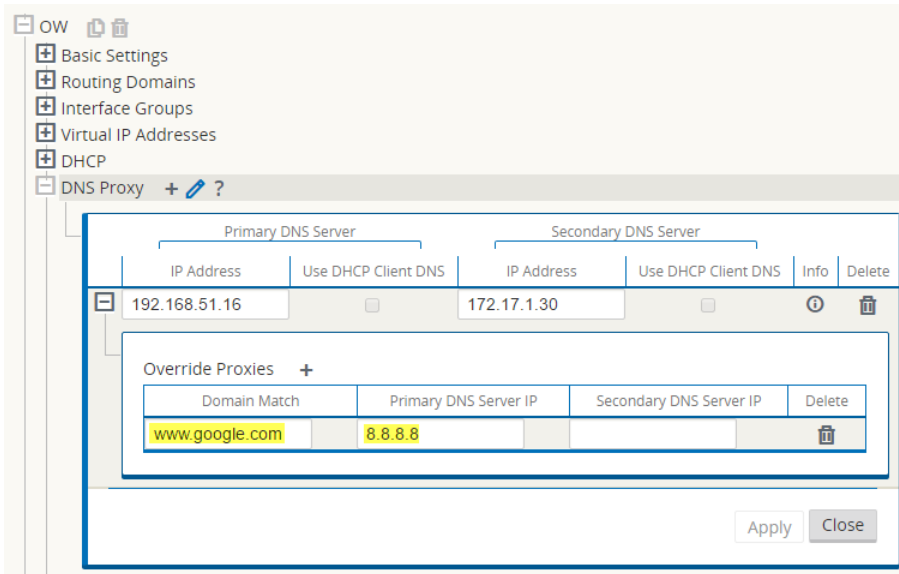 OW
Basic Settings
Routing Domains
Interface Groups
Virtual IP Addresses
DHCP
DNS Proxy + ?
Primary DNS Server Secondary DNS Server
IP Address Use DHCP Client DNS IP Address Use DHCP Client DNS Info Delete
192.168.51.16 172.17.1.30
Override Proxies +
Domain Match Primary DNS Server IP Secondary DNS Server IP Delete
www.google.com 8.8.8.8
Apply Close